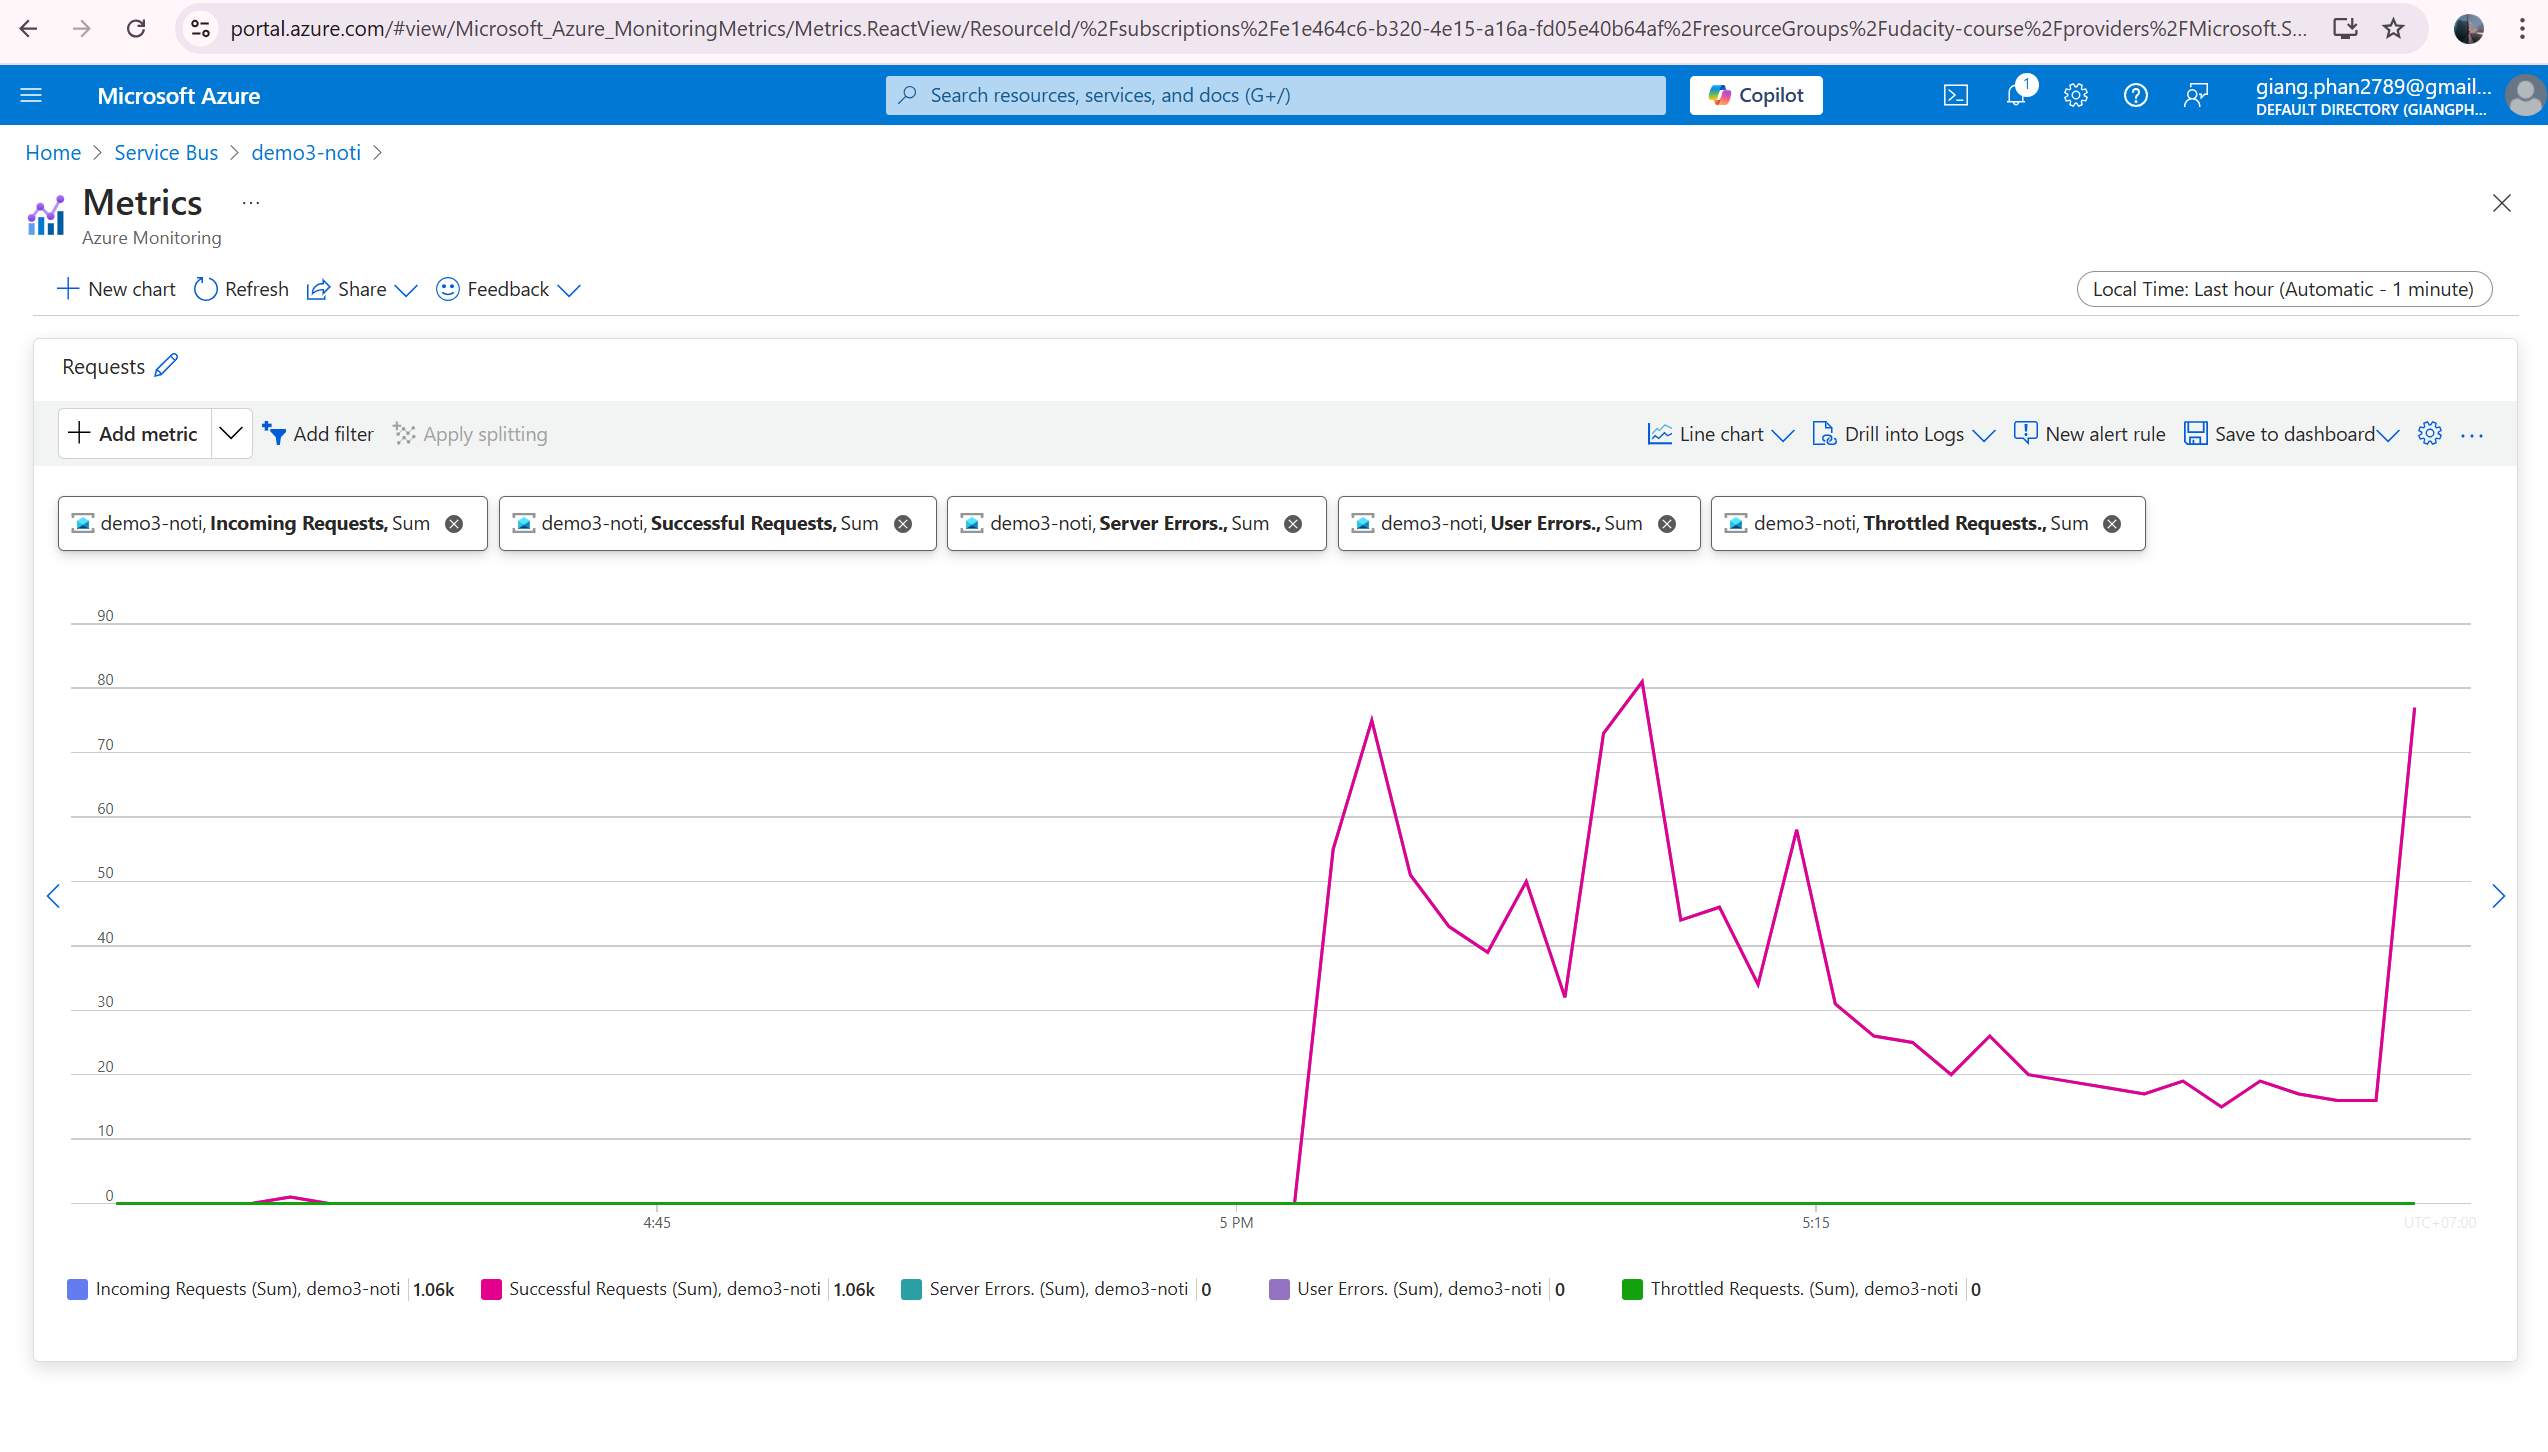 portal.azure.com/#view/Microsoft_Azure_MonitoringMetrics/Metrics.ReactView/ResourceId/%2Fsubscriptions%2Fe1e464c6-b320-4e15-a16a-fd05e40b64af%2FresourceGroups%2Fudacity-course%2Fproviders%2FMicrosoft.S...
Microsoft Azure
Search resources, services, and docs (G+/)
Copilot
1
giang.phan2789@gmail...
DEFAULT DIRECTORY (GIANGPH...
Home > Service Bus > demo3-noti >
Metrics ...
Azure Monitoring
New chart Refresh Share Feedback
Local Time: Last hour (Automatic - 1 minute)
Requests
Add metric Add filter Apply splitting Line chart Drill into Logs New alert rule Save to dashboard ...
demo3-noti, Incoming Requests, Sum
demo3-noti, Successful Requests, Sum
demo3-noti, Server Errors., Sum
demo3-noti, User Errors., Sum
demo3-noti, Throttled Requests., Sum
90
80
70
60
50
40
30
20
10
0
4:45 5 PM 5:15 UTC+07:00
Incoming Requests (Sum), demo3-noti 1.06k
Successful Requests (Sum), demo3-noti 1.06k
Server Errors. (Sum), demo3-noti 0
User Errors. (Sum), demo3-noti 0
Throttled Requests. (Sum), demo3-noti 0